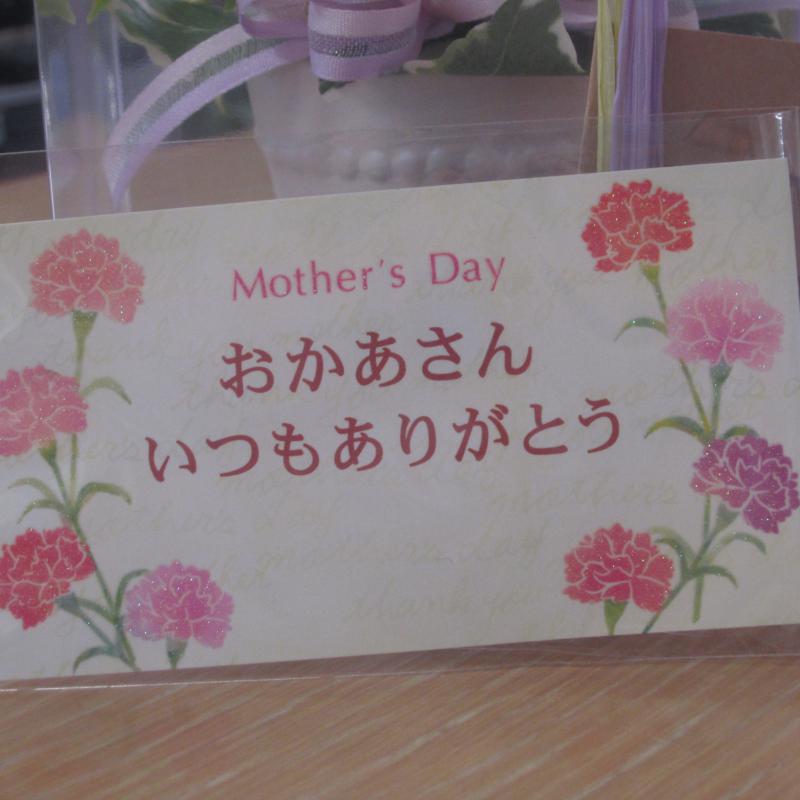 Mother's Day
おかあさん
いつもありがとう